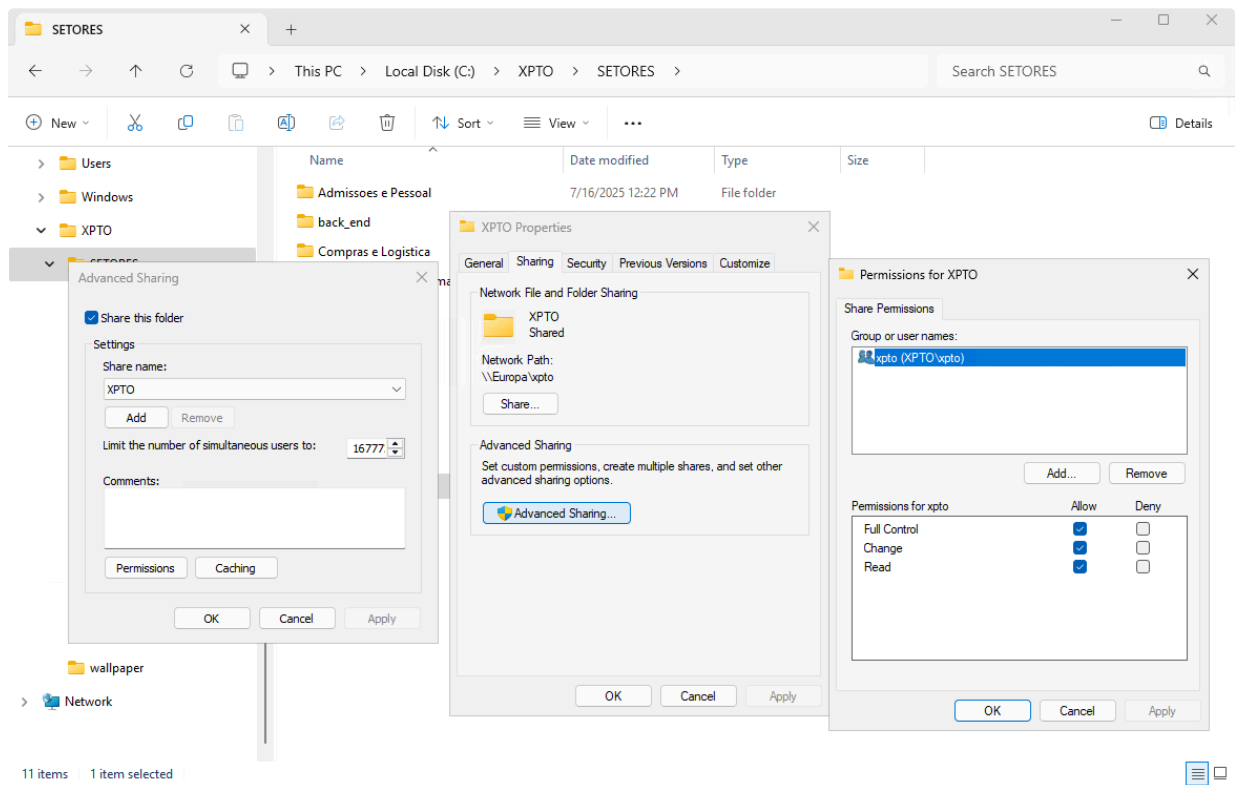 SETORES
This PC > Local Disk (C:) > XPTO > SETORES >
Search SETORES
New
Sort
View
Details
Users
Windows
XPTO
Name Date modified Type Size
Admissoes e Pessoal 7/16/2025 12:22 PM File folder
back_end
Compras e Logistica
Advanced Sharing
Share this folder
Settings
Share name:
XPTO
Add Remove
Limit the number of simultaneous users to: 16777
Comments:
Permissions Caching
OK Cancel Apply
XPTO Properties
General Sharing Security Previous Versions Customize
Network File and Folder Sharing
XPTO
Shared
Network Path:
\\Europa\xpto
Share...
Advanced Sharing
Set custom permissions, create multiple shares, and set other
advanced sharing options.
Advanced Sharing...
OK Cancel Apply
Permissions for XPTO
Share Permissions
Group or user names:
xpto (XPTO\xpto)
Add... Remove
Permissions for xpto Allow Deny
Full Control
Change
Read
OK Cancel Apply
wallpaper
Network
11 items 1 item selected